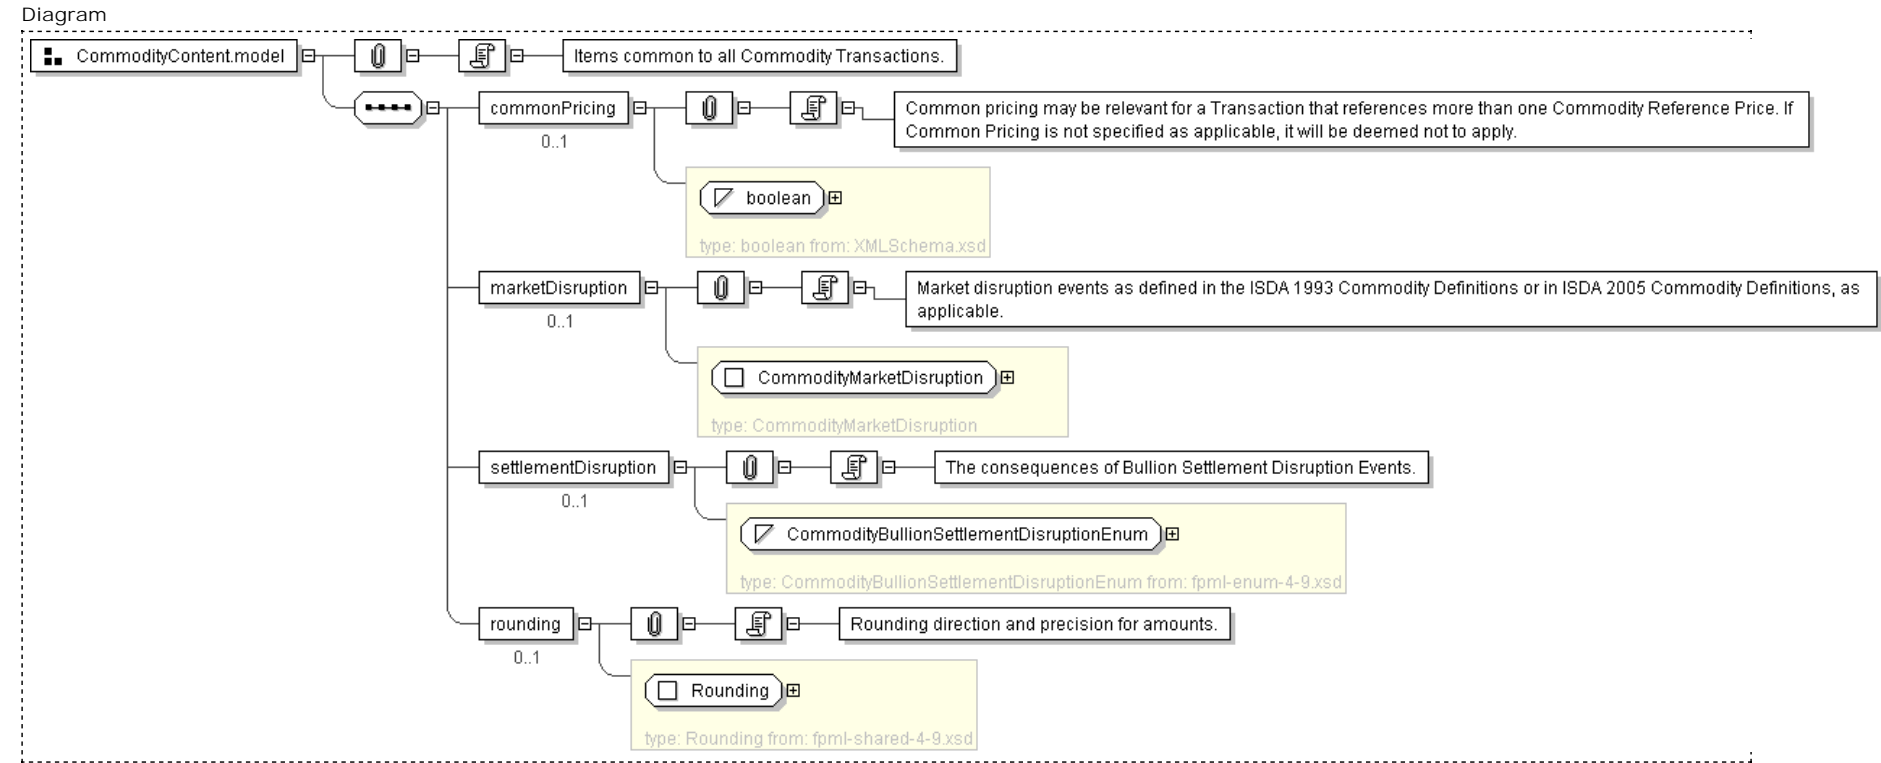 Diagram
CommodityContent.model
Items common to all Commodity Transactions.
commonPricing
0..1
Common pricing may be relevant for a Transaction that references more than one Commodity Reference Price. If
Common Pricing is not specified as applicable, it will be deemed not to apply.
boolean
type: boolean from: XMLSchema.xsd
marketDisruption
0..1
Market disruption events as defined in the ISDA 1993 Commodity Definitions or in ISDA 2005 Commodity Definitions, as
applicable.
CommodityMarketDisruption
type: CommodityMarketDisruption
settlementDisruption
0..1
The consequences of Bullion Settlement Disruption Events.
CommodityBullionSettlementDisruptionEnum
type: CommodityBullionSettlementDisruptionEnum from: fpml-enum-4-9.xsd
rounding
0..1
Rounding direction and precision for amounts.
Rounding
type: Rounding from: fpml-shared-4-9.xsd